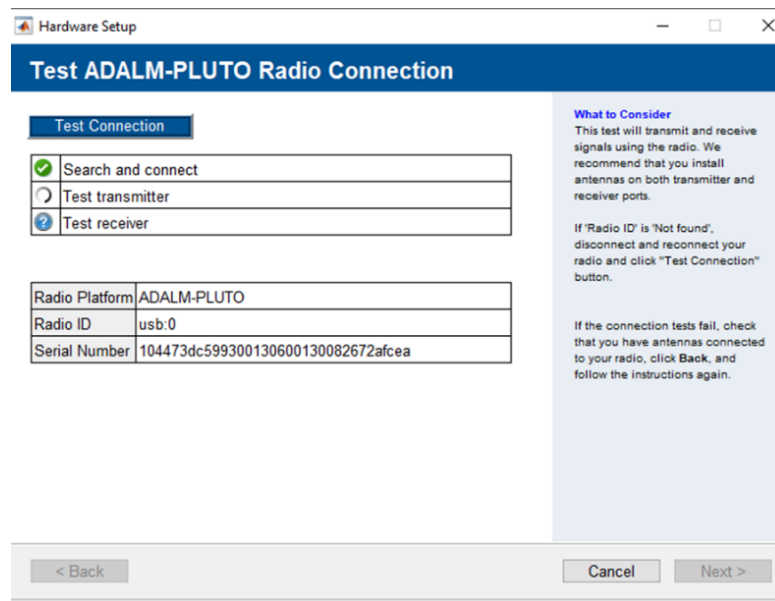 Hardware Setup
Test ADALM-PLUTO Radio Connection
Test Connection
Search and connect
Test transmitter
Test receiver
Radio Platform ADALM-PLUTO
Radio ID usb:0
Serial Number 104473dc599300130600130082672afcea
What to Consider
This test will transmit and receive
signals using the radio. We
recommend that you install
antennas on both transmitter and
receiver ports.
If 'Radio ID' is 'Not found',
disconnect and reconnect your
radio and click "Test Connection"
button.
If the connection tests fail, check
that you have antennas connected
to your radio, click Back, and
follow the instructions again.
< Back
Cancel
Next >